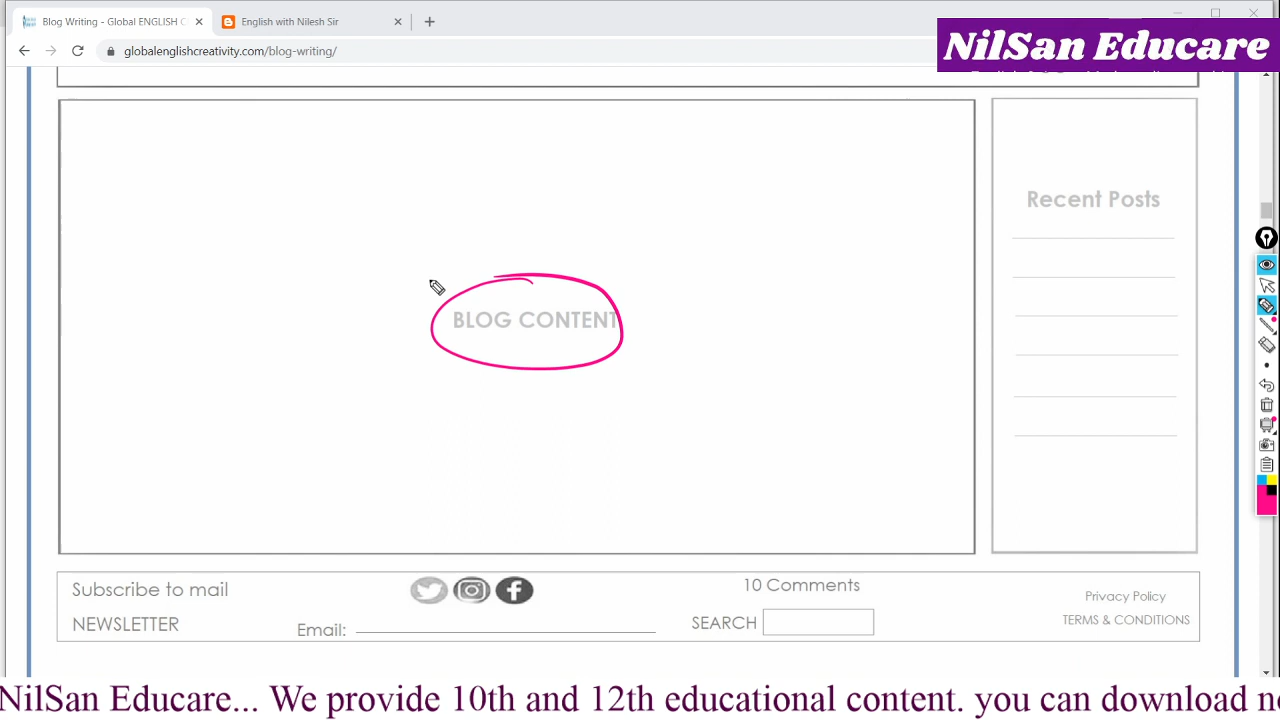 Blog Writing - Global ENGLISH C
English with Nilesh Sir
globalenglishcreativity.com/blog-writing/
NilSan Educare
Recent Posts
BLOG CONTENT
Subscribe to mail
10 Comments
Privacy Policy
NEWSLETTER
Email:
SEARCH
TERMS & CONDITIONS
NilSan Educare... We provide 10th and 12th educational content. you can download